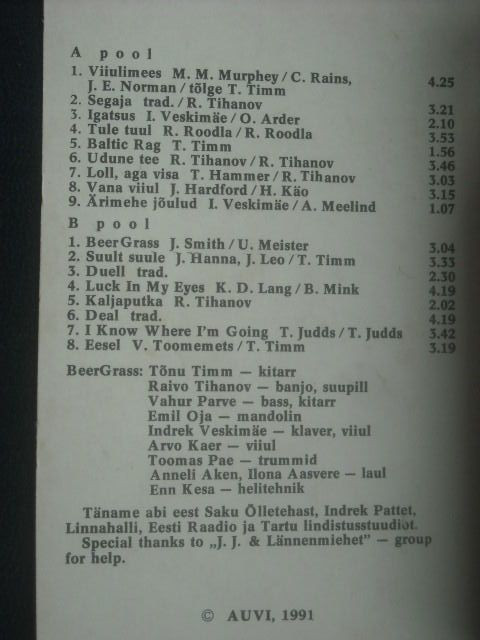 A pool
1. Viiulimees M. M. Murphey/C. Rains,
J. E. Norman/tõlge T. Timm 4.25
2. Segaja trad./R. Tihanov 3.21
3. Igatsus I. Veskimäe/O. Arder 2.10
4. Tule tuul R. Roodla/R. Roodla 3.53
5. Baltic Rag T. Timm 1.56
6. Udune tee R. Tihanov/R. Tihanov 3.46
7. Loll, aga visa T. Hammer/R. Tihanov 3.03
8. Vana viiul J. Hardford/H. Käo 3.15
9. Ärimehe jõulud I. Veskimäe/A. Meelind 1.07
B pool
1. BeerGrass J. Smith/U. Meister 3.04
2. Suult suule J. Hanna, J. Leo/T. Timm 3.33
3. Duell trad. 2.30
4. Luck In My Eyes K. D. Lang/B. Mink 4.19
5. Kaljaputka R. Tihanov 2.02
6. Deal trad. 4.19
7. I Know Where I'm Going T. Judds/T. Judds 3.42
8. Eesel V. Toomemets/T. Timm 3.19
BeerGrass: Tõnu Timm — kitarr
Raivo Tihanov — banjo, suupill
Vahur Parve — bass, kitarr
Emil Oja — mandolin
Indrek Veskimäe — klaver, viiul
Arvo Kaer — viiul
Toomas Pae — trummid
Anneli Aken, Ilona Aasvere — laul
Enn Kesa — helitehnik
Täname abi eest Saku Õlletehast, Indrek Pattet,
Linnahalli, Eesti Raadio ja Tartu lindistusstuudiot.
Special thanks to „J. J. & Lännenmiehet" — group
for help.
© AUVI, 1991